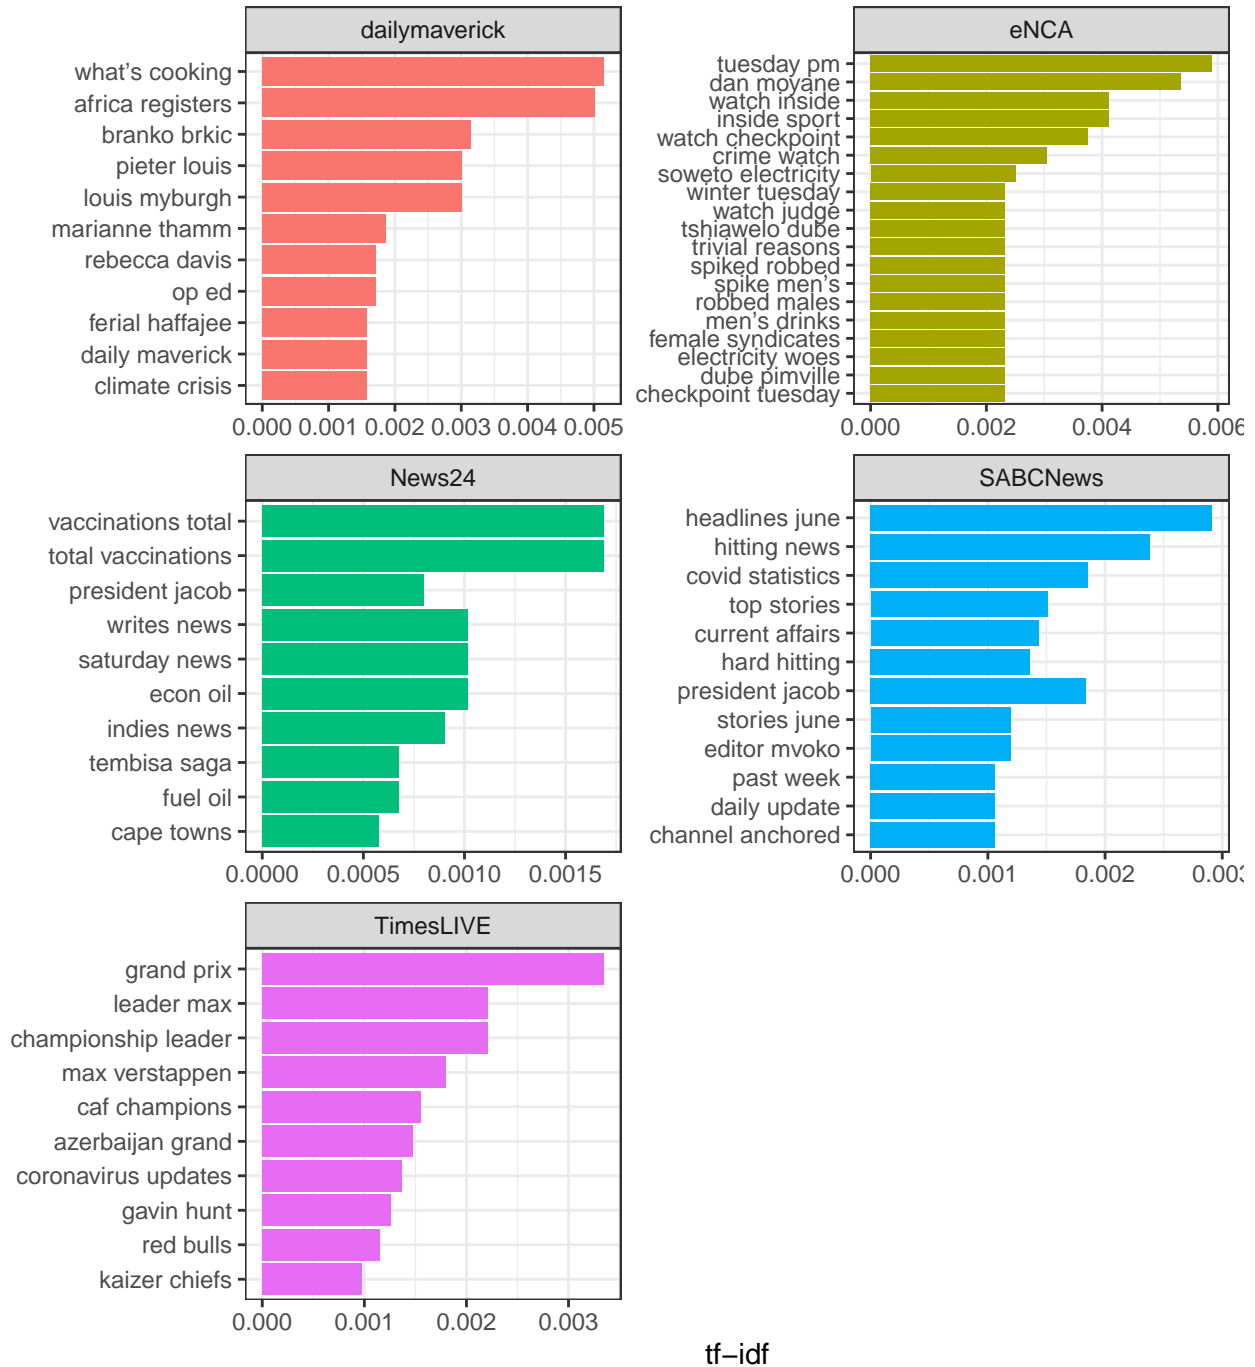 dailymaverick
what's cooking
africa registers
branko brkic
pieter louis
louis myburgh
marianne thamm
rebecca davis
op ed
ferial haffajee
daily maverick
climate crisis
0.000 0.001 0.002 0.003 0.004 0.005
eNCA
tuesday pm
dan moyane
watch inside
inside sport
watch checkpoint
crime watch
soweto electricity
winter tuesday
watch judge
tshiawelo dube
trivial reasons
spiked robbed
spike men's
robbed males
men's drinks
female syndicates
electricity woes
dube pimville
checkpoint tuesday
0.000 0.002 0.004 0.006
News24
vaccinations total
total vaccinations
president jacob
writes news
saturday news
econ oil
indies news
tembisa saga
fuel oil
cape towns
0.0000 0.0005 0.0010 0.0015
SABCNews
headlines june
hitting news
covid statistics
top stories
current affairs
hard hitting
president jacob
stories june
editor mvoko
past week
daily update
channel anchored
0.000 0.001 0.002 0.003
TimesLIVE
grand prix
leader max
championship leader
max verstappen
caf champions
azerbaijan grand
coronavirus updates
gavin hunt
red bulls
kaizer chiefs
0.000 0.001 0.002 0.003
tf−idf